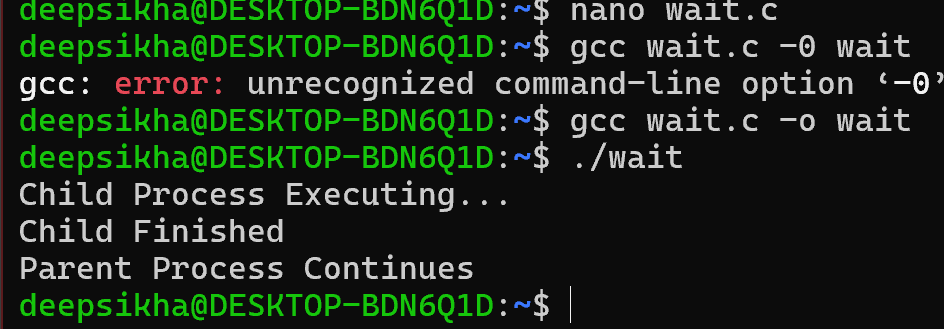 deepsikha@DESKTOP-BDN6Q1D:~$ nano wait.c
deepsikha@DESKTOP-BDN6Q1D:~$ gcc wait.c -0 wait
gcc: error: unrecognized command-line option ‘-0’
deepsikha@DESKTOP-BDN6Q1D:~$ gcc wait.c -o wait
deepsikha@DESKTOP-BDN6Q1D:~$ ./wait
Child Process Executing...
Child Finished
Parent Process Continues
deepsikha@DESKTOP-BDN6Q1D:~$